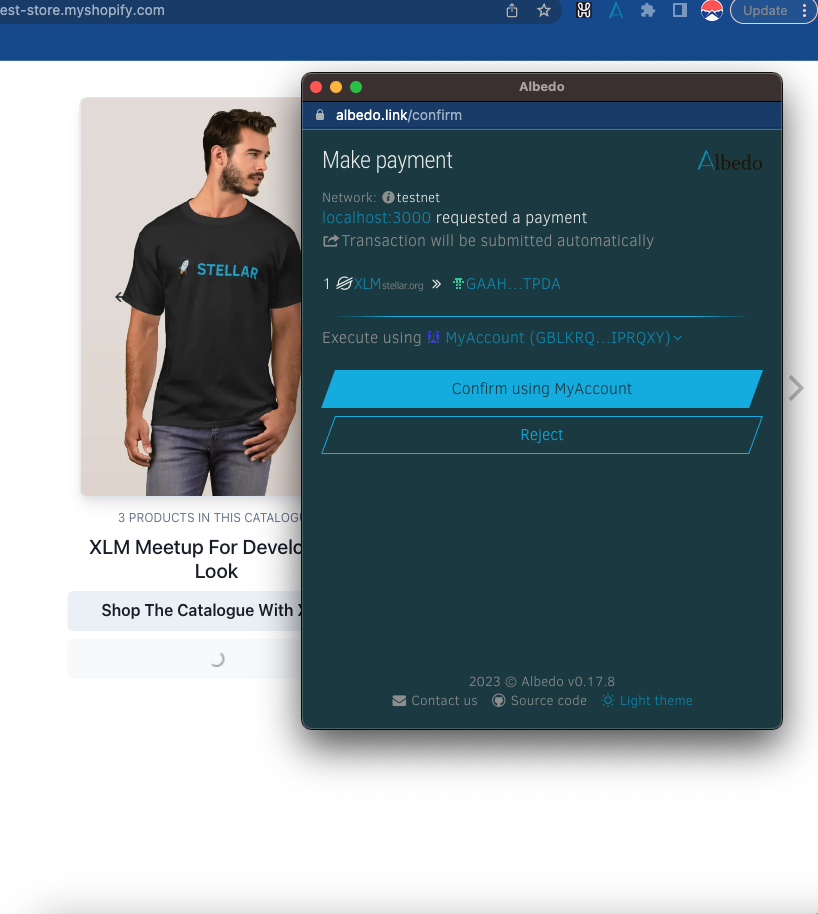 est-store.myshopify.com
Update
Albedo
albedo.link/confirm
Make payment
Albedo
Network: testnet
localhost:3000 requested a payment
Transaction will be submitted automatically
1 XLM stellar.org » GAAH...TPDA
Execute using MyAccount (GBLKRQ...IPRQXY)
Confirm using MyAccount
Reject
STELLAR
3 PRODUCTS IN THIS CATALOGU
XLM Meetup For Develo
Look
Shop The Catalogue With X
2023 © Albedo v0.17.8
Contact us Source code Light theme